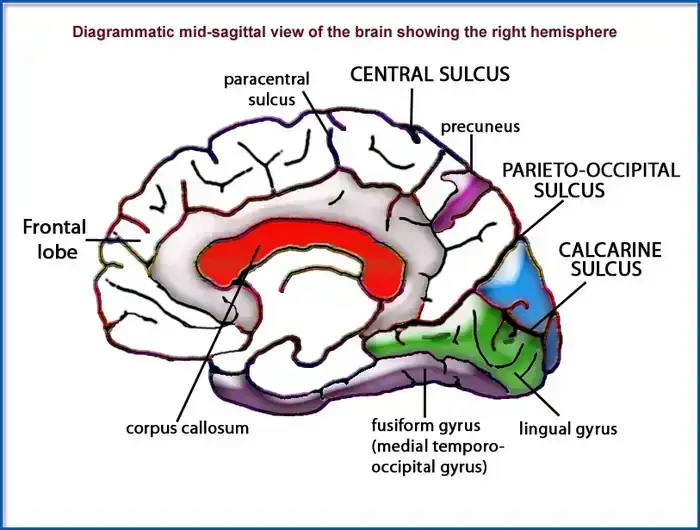 Diagrammatic mid-sagittal view of the brain showing the right hemisphere
paracentral
sulcus
CENTRAL SULCUS
precuneus
PARIETO-OCCIPITAL
SULCUS
Frontal
lobe
CALCARINE
SULCUS
corpus callosum
fusiform gyrus
(medial temporo-
occipital gyrus)
lingual gyrus